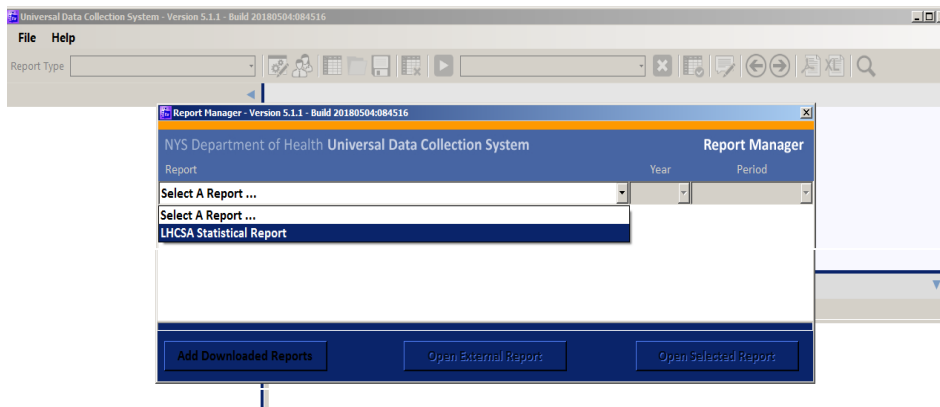 Universal Data Collection System - Version 5.1.1 - Build 20180504:084516
File Help
Report Type
Report Manager - Version 5.1.1 - Build 20180504:084516
NYS Department of Health Universal Data Collection System Report Manager
Report Year Period
Select A Report ...
Select A Report ...
LHCSA Statistical Report
Add Downloaded Reports Open External Report Open Selected Report